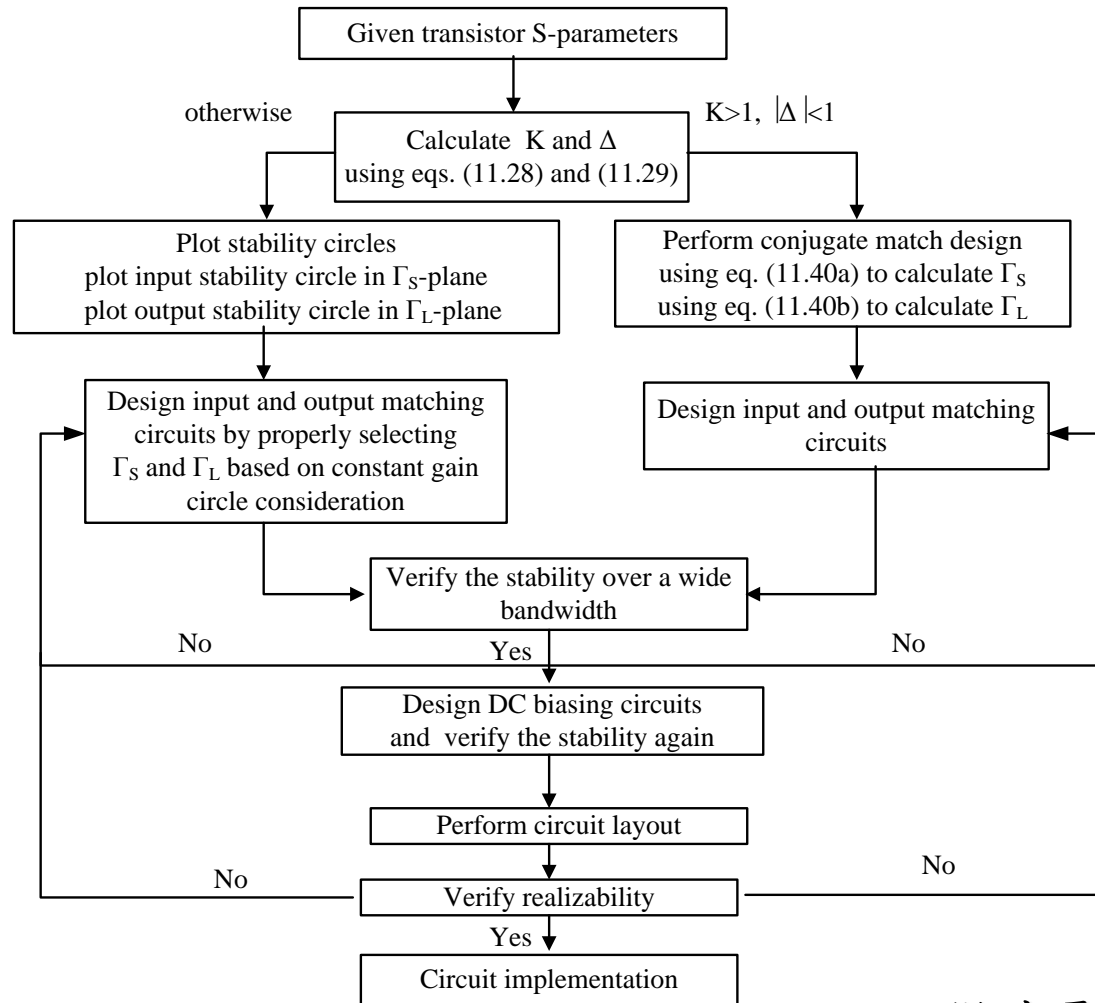 Given transistor S-parameters
otherwise
K>1, |Δ|<1
Calculate K and Δ
using eqs. (11.28) and (11.29)
Plot stability circles
plot input stability circle in ΓS-plane
plot output stability circle in ΓL-plane
Perform conjugate match design
using eq. (11.40a) to calculate ΓS
using eq. (11.40b) to calculate ΓL
Design input and output matching
circuits by properly selecting
ΓS and ΓL based on constant gain
circle consideration
Design input and output matching
circuits
Verify the stability over a wide
bandwidth
No
Yes
No
Design DC biasing circuits
and verify the stability again
Perform circuit layout
No
No
Verify realizability
Yes
Circuit implementation